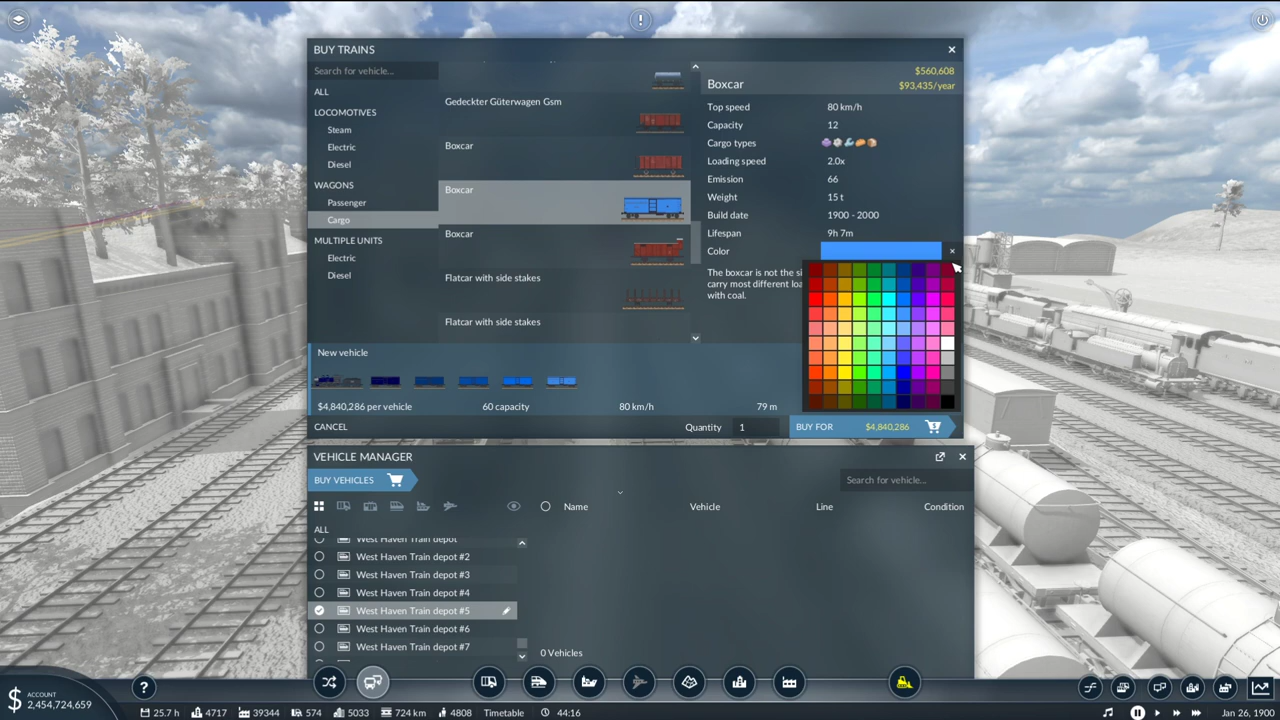 BUY TRAINS
Search for vehicle...
ALL
LOCOMOTIVES
Steam
Electric
Diesel
WAGONS
Passenger
Cargo
MULTIPLE UNITS
Electric
Diesel
Gedeckter Güterwagen Gsm
Boxcar
Boxcar
Boxcar
Flatcar with side stakes
Flatcar with side stakes
$560,608
Boxcar
$93,435/year
Top speed 80 km/h
Capacity 12
Cargo types
Loading speed 2.0x
Emission 66
Weight 15 t
Build date 1900 - 2000
Lifespan 9h 7m
Color
The boxcar is not the si
carry most different loa
with coal.
New vehicle
$4,840,286 per vehicle 60 capacity 80 km/h 79 m
CANCEL Quantity 1 BUY FOR $4,840,286
VEHICLE MANAGER
BUY VEHICLES
Search for vehicle...
Name Vehicle Line Condition
ALL
West Haven Train depot
West Haven Train depot #2
West Haven Train depot #3
West Haven Train depot #4
West Haven Train depot #5
West Haven Train depot #6
West Haven Train depot #7
0 Vehicles
$ ACCOUNT
2,454,724,659
?
25.7 h 4717 39344 574 5033 724 km 4808 Timetable 44:16
Jan 26, 1900